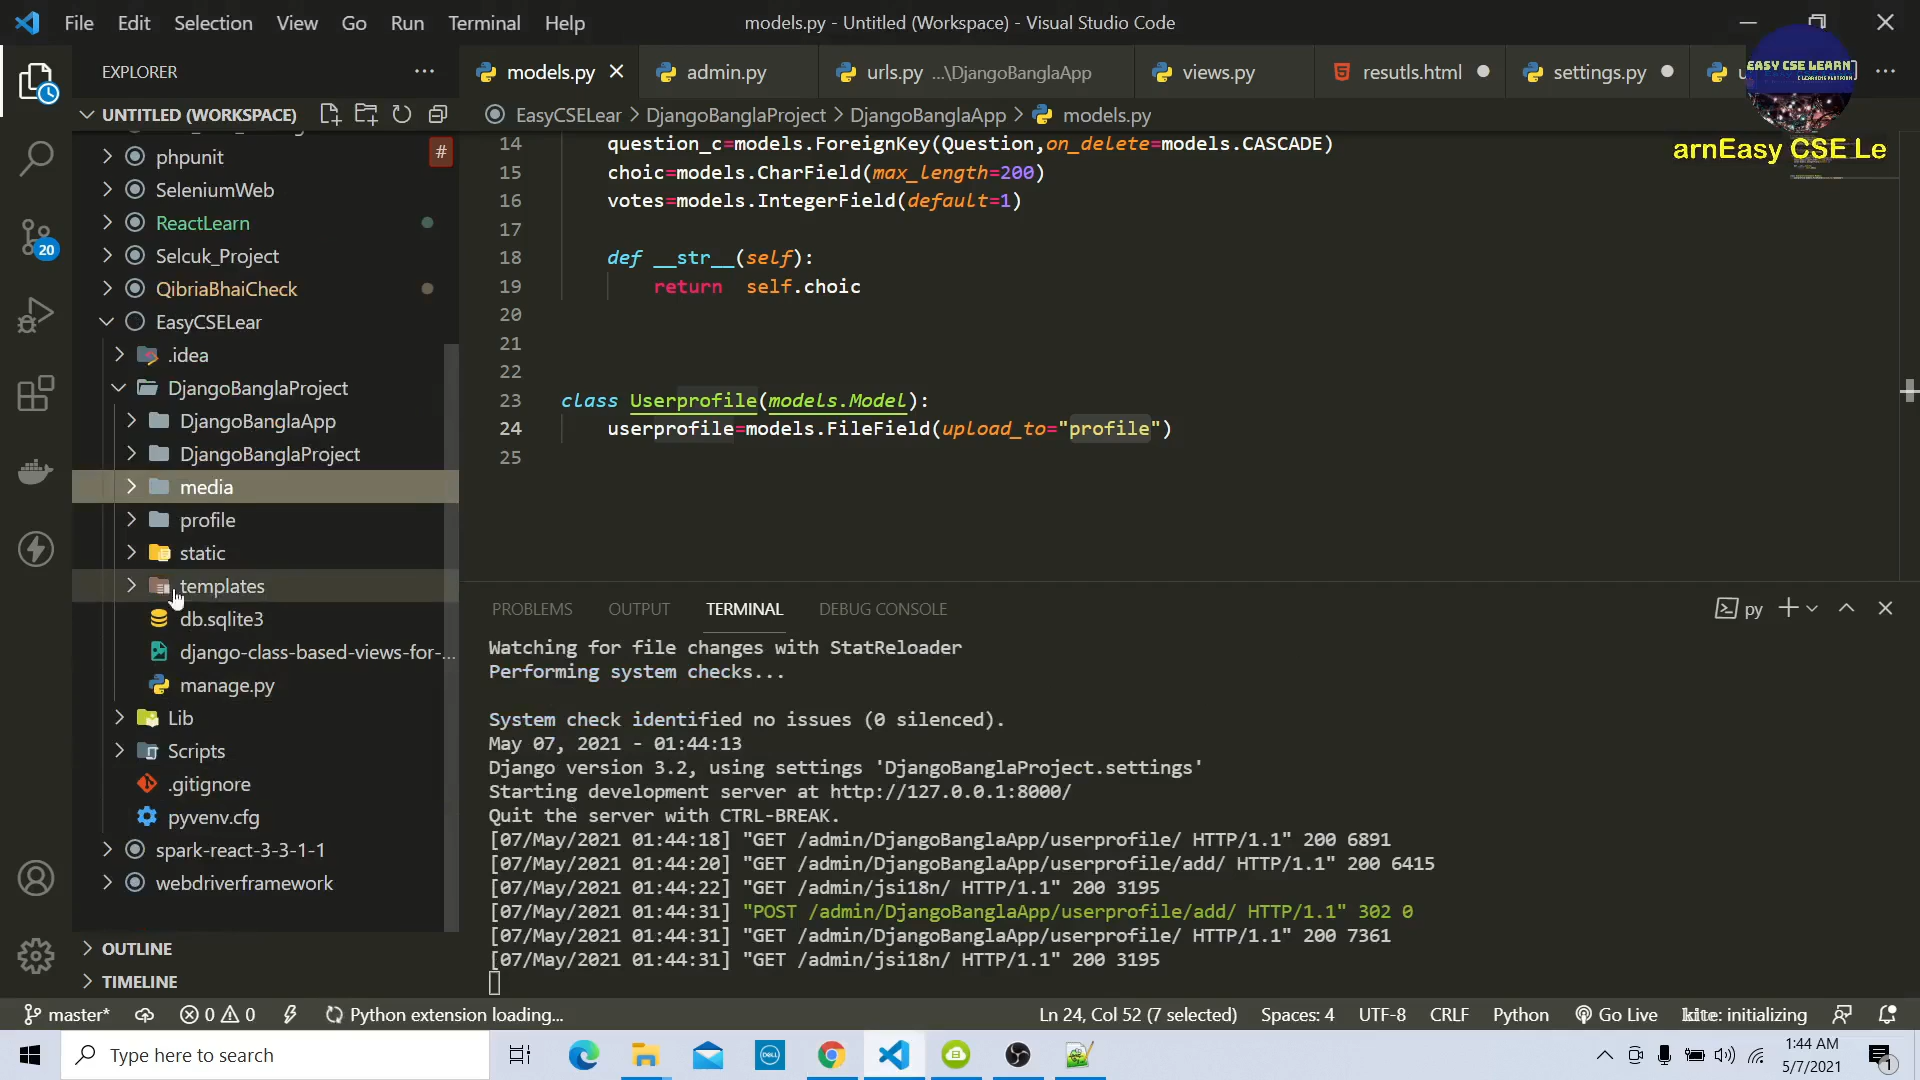 File Edit Selection View Go Run Terminal Help
models.py - Untitled (Workspace) - Visual Studio Code
EXPLORER
models.py
admin.py
urls.py ...\DjangoBanglaApp
views.py
resutls.html
settings.py
EASY CSE LEARN
UNTITLED (WORKSPACE)
EasyCSELear > DjangoBanglaProject > DjangoBanglaApp > models.py
arnEasy CSE Le
phpunit
#
SeleniumWeb
ReactLearn
Selcuk_Project
QibriaBhaiCheck
EasyCSELear
.idea
DjangoBanglaProject
DjangoBanglaApp
DjangoBanglaProject
media
profile
static
templates
db.sqlite3
django-class-based-views-for-...
manage.py
Lib
Scripts
.gitignore
pyvenv.cfg
spark-react-3-3-1-1
webdriverframework
OUTLINE
TIMELINE
20
14 question_c=models.ForeignKey(Question,on_delete=models.CASCADE)
15 choic=models.CharField(max_length=200)
16 votes=models.IntegerField(default=1)
17
18 def __str__(self):
19 return self.choic
20
21
22
23 class Userprofile(models.Model):
24 userprofile=models.FileField(upload_to="profile")
25
PROBLEMS OUTPUT TERMINAL DEBUG CONSOLE
py
Watching for file changes with StatReloader
Performing system checks...
System check identified no issues (0 silenced).
May 07, 2021 - 01:44:13
Django version 3.2, using settings 'DjangoBanglaProject.settings'
Starting development server at http://127.0.0.1:8000/
Quit the server with CTRL-BREAK.
[07/May/2021 01:44:18] "GET /admin/DjangoBanglaApp/userprofile/ HTTP/1.1" 200 6891
[07/May/2021 01:44:20] "GET /admin/DjangoBanglaApp/userprofile/add/ HTTP/1.1" 200 6415
[07/May/2021 01:44:22] "GET /admin/jsi18n/ HTTP/1.1" 200 3195
[07/May/2021 01:44:31] "POST /admin/DjangoBanglaApp/userprofile/add/ HTTP/1.1" 302 0
[07/May/2021 01:44:31] "GET /admin/DjangoBanglaApp/userprofile/ HTTP/1.1" 200 7361
[07/May/2021 01:44:31] "GET /admin/jsi18n/ HTTP/1.1" 200 3195
master* 0 0 Python extension loading...
Ln 24, Col 52 (7 selected) Spaces: 4 UTF-8 CRLF Python Go Live kite: initializing
Type here to search
DELL
1:44 AM
5/7/2021
1